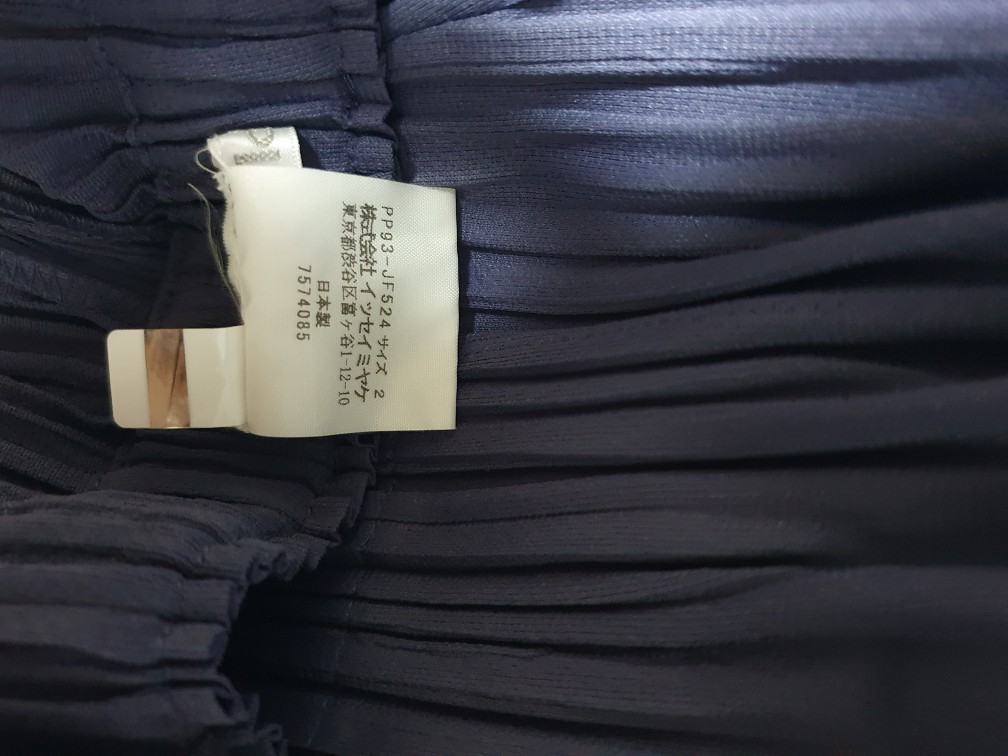 PP93-JF524 サイズ 2
株式会社 イッセイミヤケ
東京都渋谷区富ヶ谷1-12-10
日本製
7574085